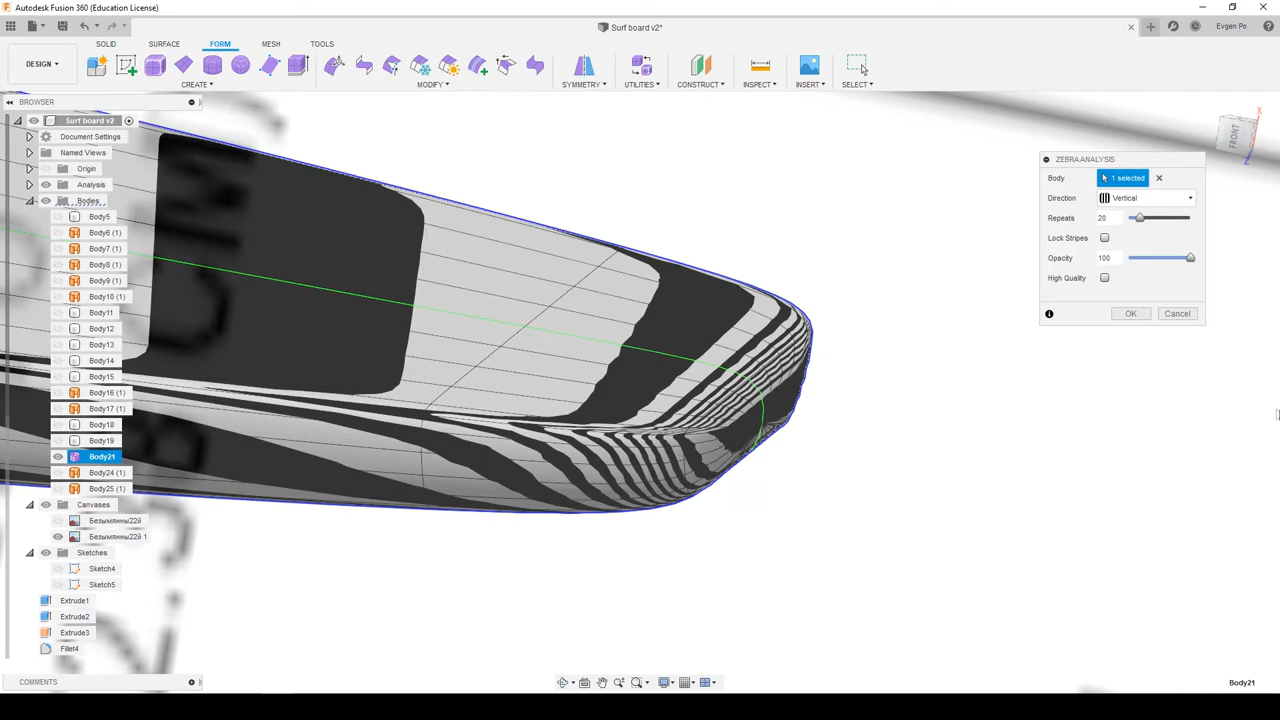 Autodesk Fusion 360 (Education License)
Surf board v2*
Evgen Po
DESIGN
SOLID
SURFACE
FORM
MESH
TOOLS
CREATE
MODIFY
SYMMETRY
UTILITIES
CONSTRUCT
INSPECT
INSERT
SELECT
BROWSER
Surf board v2
Document Settings
Named Views
Origin
Analysis
Bodies
Body5
Body6 (1)
Body7 (1)
Body8 (1)
Body9 (1)
Body10 (1)
Body11
Body12
Body13
Body14
Body15
Body16 (1)
Body17 (1)
Body18
Body19
Body21
Body24 (1)
Body25 (1)
Canvases
Безымянны22й
Безымянны22й 1
Sketches
Sketch4
Sketch5
Extrude1
Extrude2
Extrude3
Fillet4
COMMENTS
FRONT
X
ZEBRA ANALYSIS
Body 1 selected
Direction Vertical
Repeats 20
Lock Stripes
Opacity 100
High Quality
OK Cancel
Body21